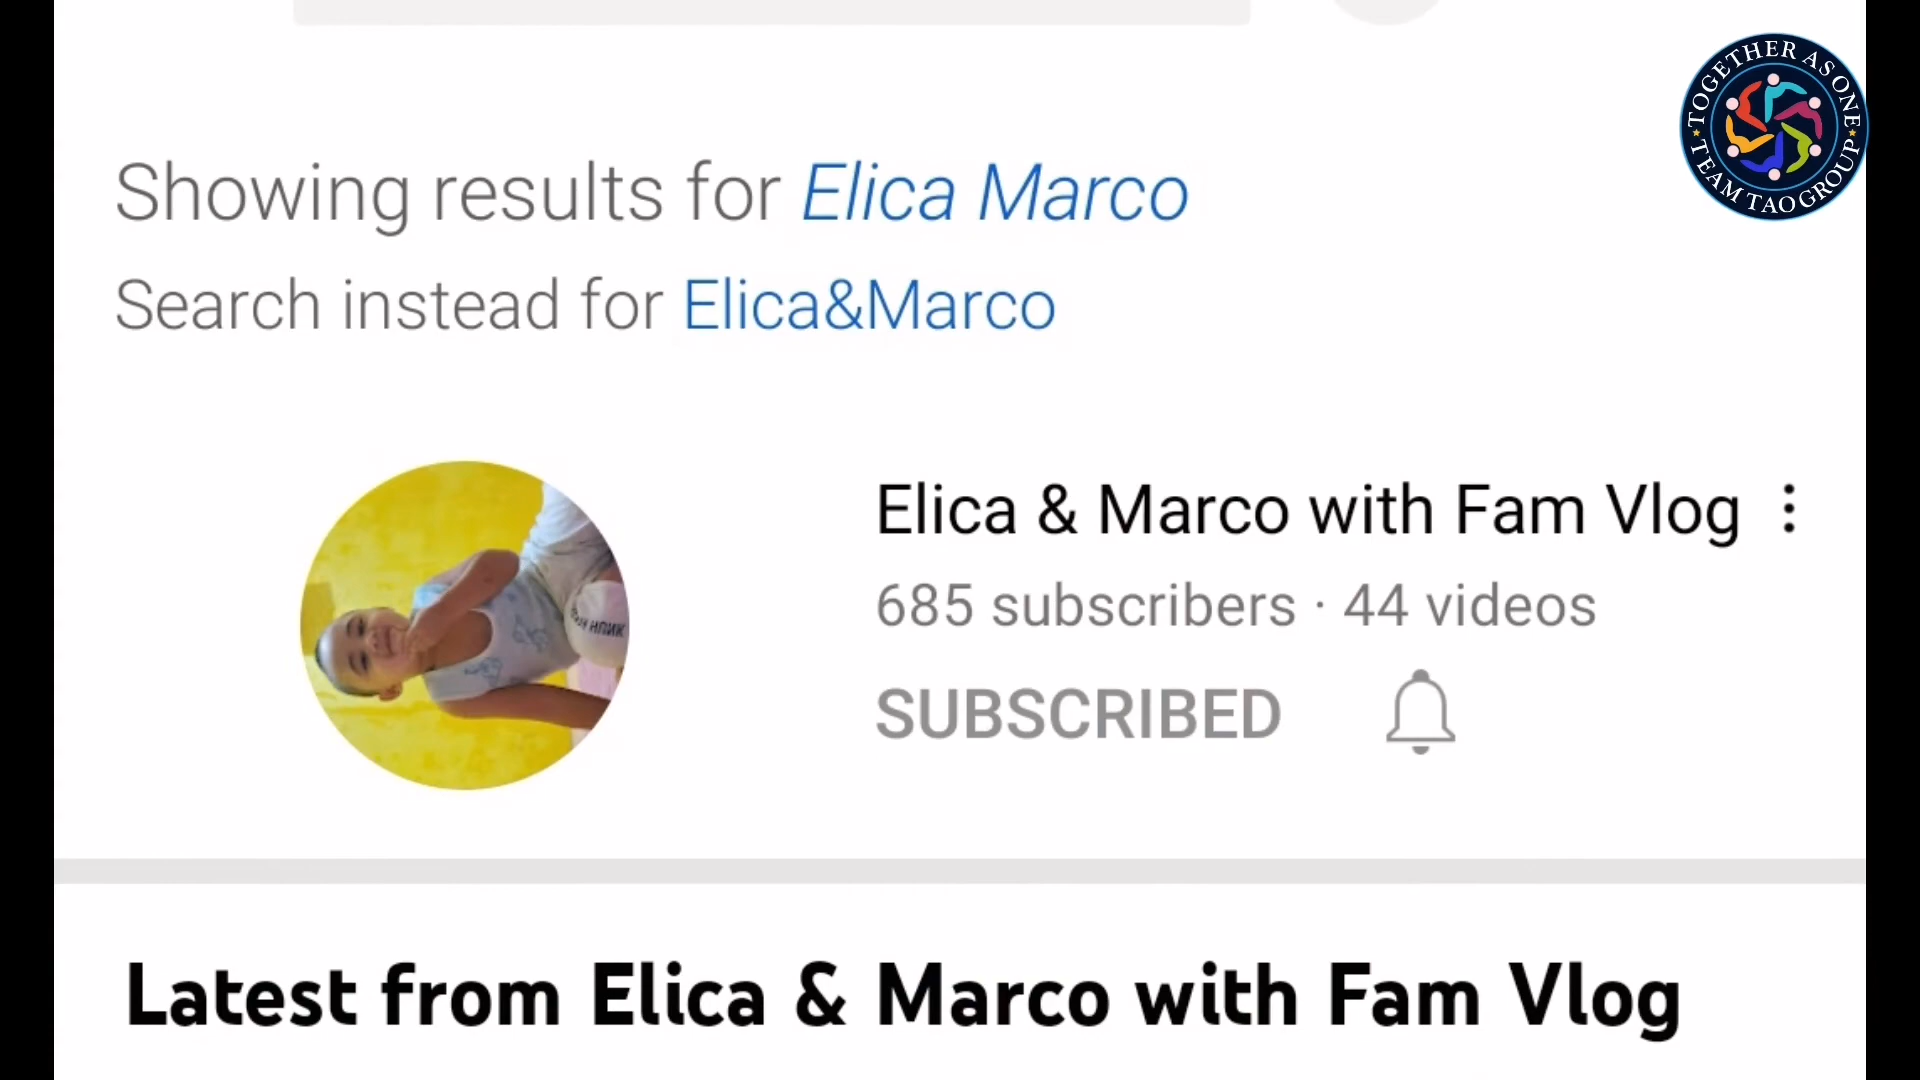 TOGETHER AS ONE
TEAM TAO GROUP
Showing results for Elica Marco
Search instead for Elica&Marco
Elica & Marco with Fam Vlog
685 subscribers · 44 videos
SUBSCRIBED
Latest from Elica & Marco with Fam Vlog